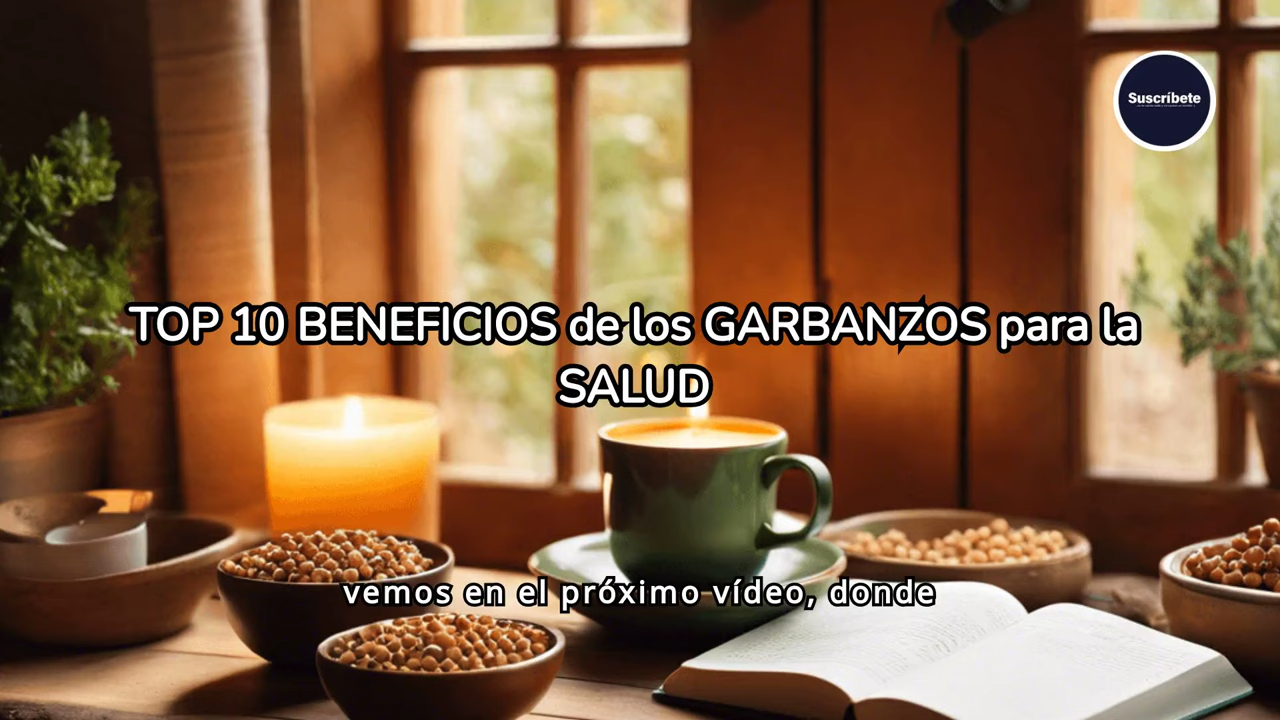 Suscríbete
TOP 10 BENEFICIOS de los GARBANZOS para la
SALUD
vemos en el próximo vídeo, donde